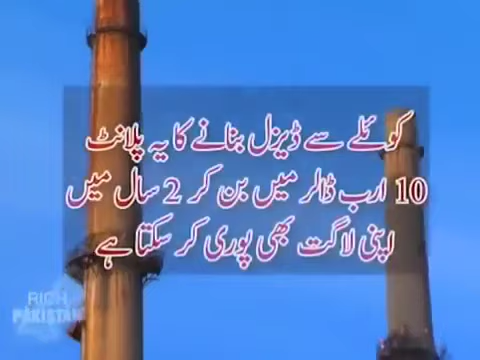 کوئلے سے ڈیزل بنانے کا یہ پلانٹ
10 ارب ڈالر میں بن کر 2 سال میں
اپنی لاگت بھی پوری کر سکتا ہے
RICH
PAKISTAN